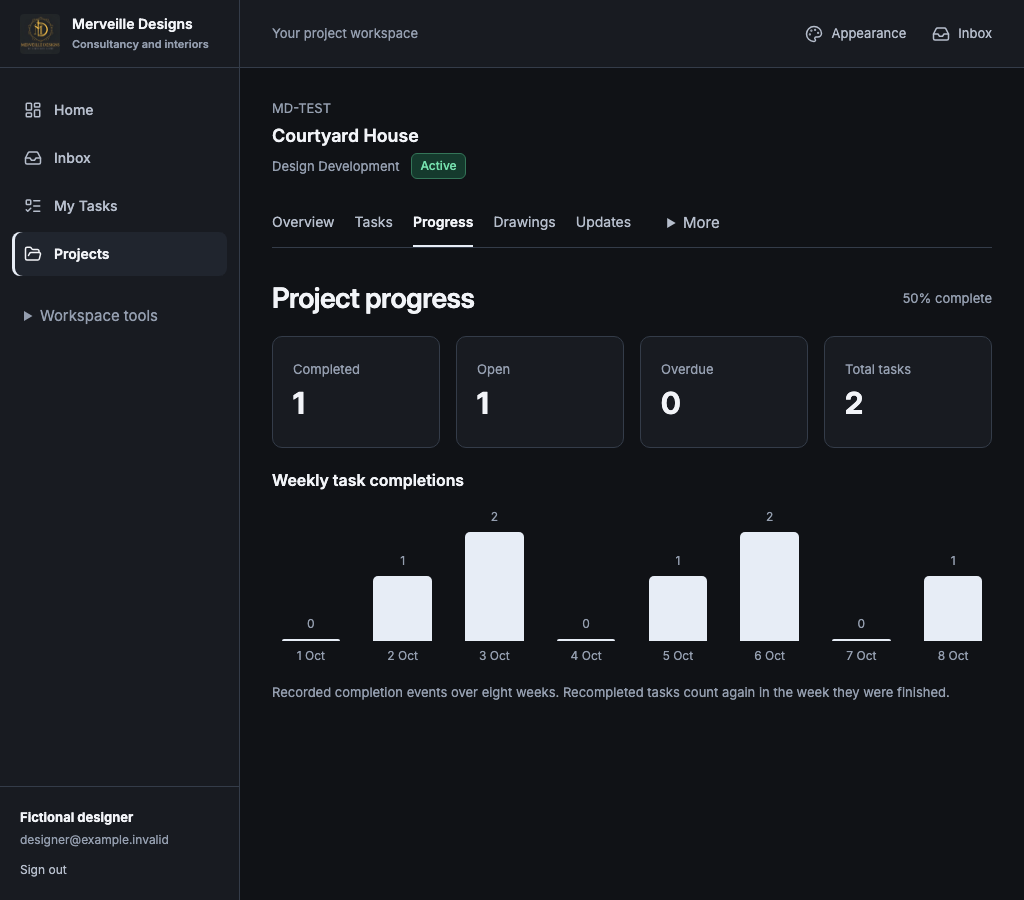 Merveille Designs
Consultancy and interiors
Your project workspace
Appearance
Inbox
Home
Inbox
My Tasks
Projects
Workspace tools
MD-TEST
Courtyard House
Design Development Active
Overview Tasks Progress Drawings Updates More
Project progress
50% complete
Completed
1
Open
1
Overdue
0
Total tasks
2
Weekly task completions
0 1 2 0 1 2 0 1
1 Oct 2 Oct 3 Oct 4 Oct 5 Oct 6 Oct 7 Oct 8 Oct
Recorded completion events over eight weeks. Recompleted tasks count again in the week they were finished.
Fictional designer
designer@example.invalid
Sign out